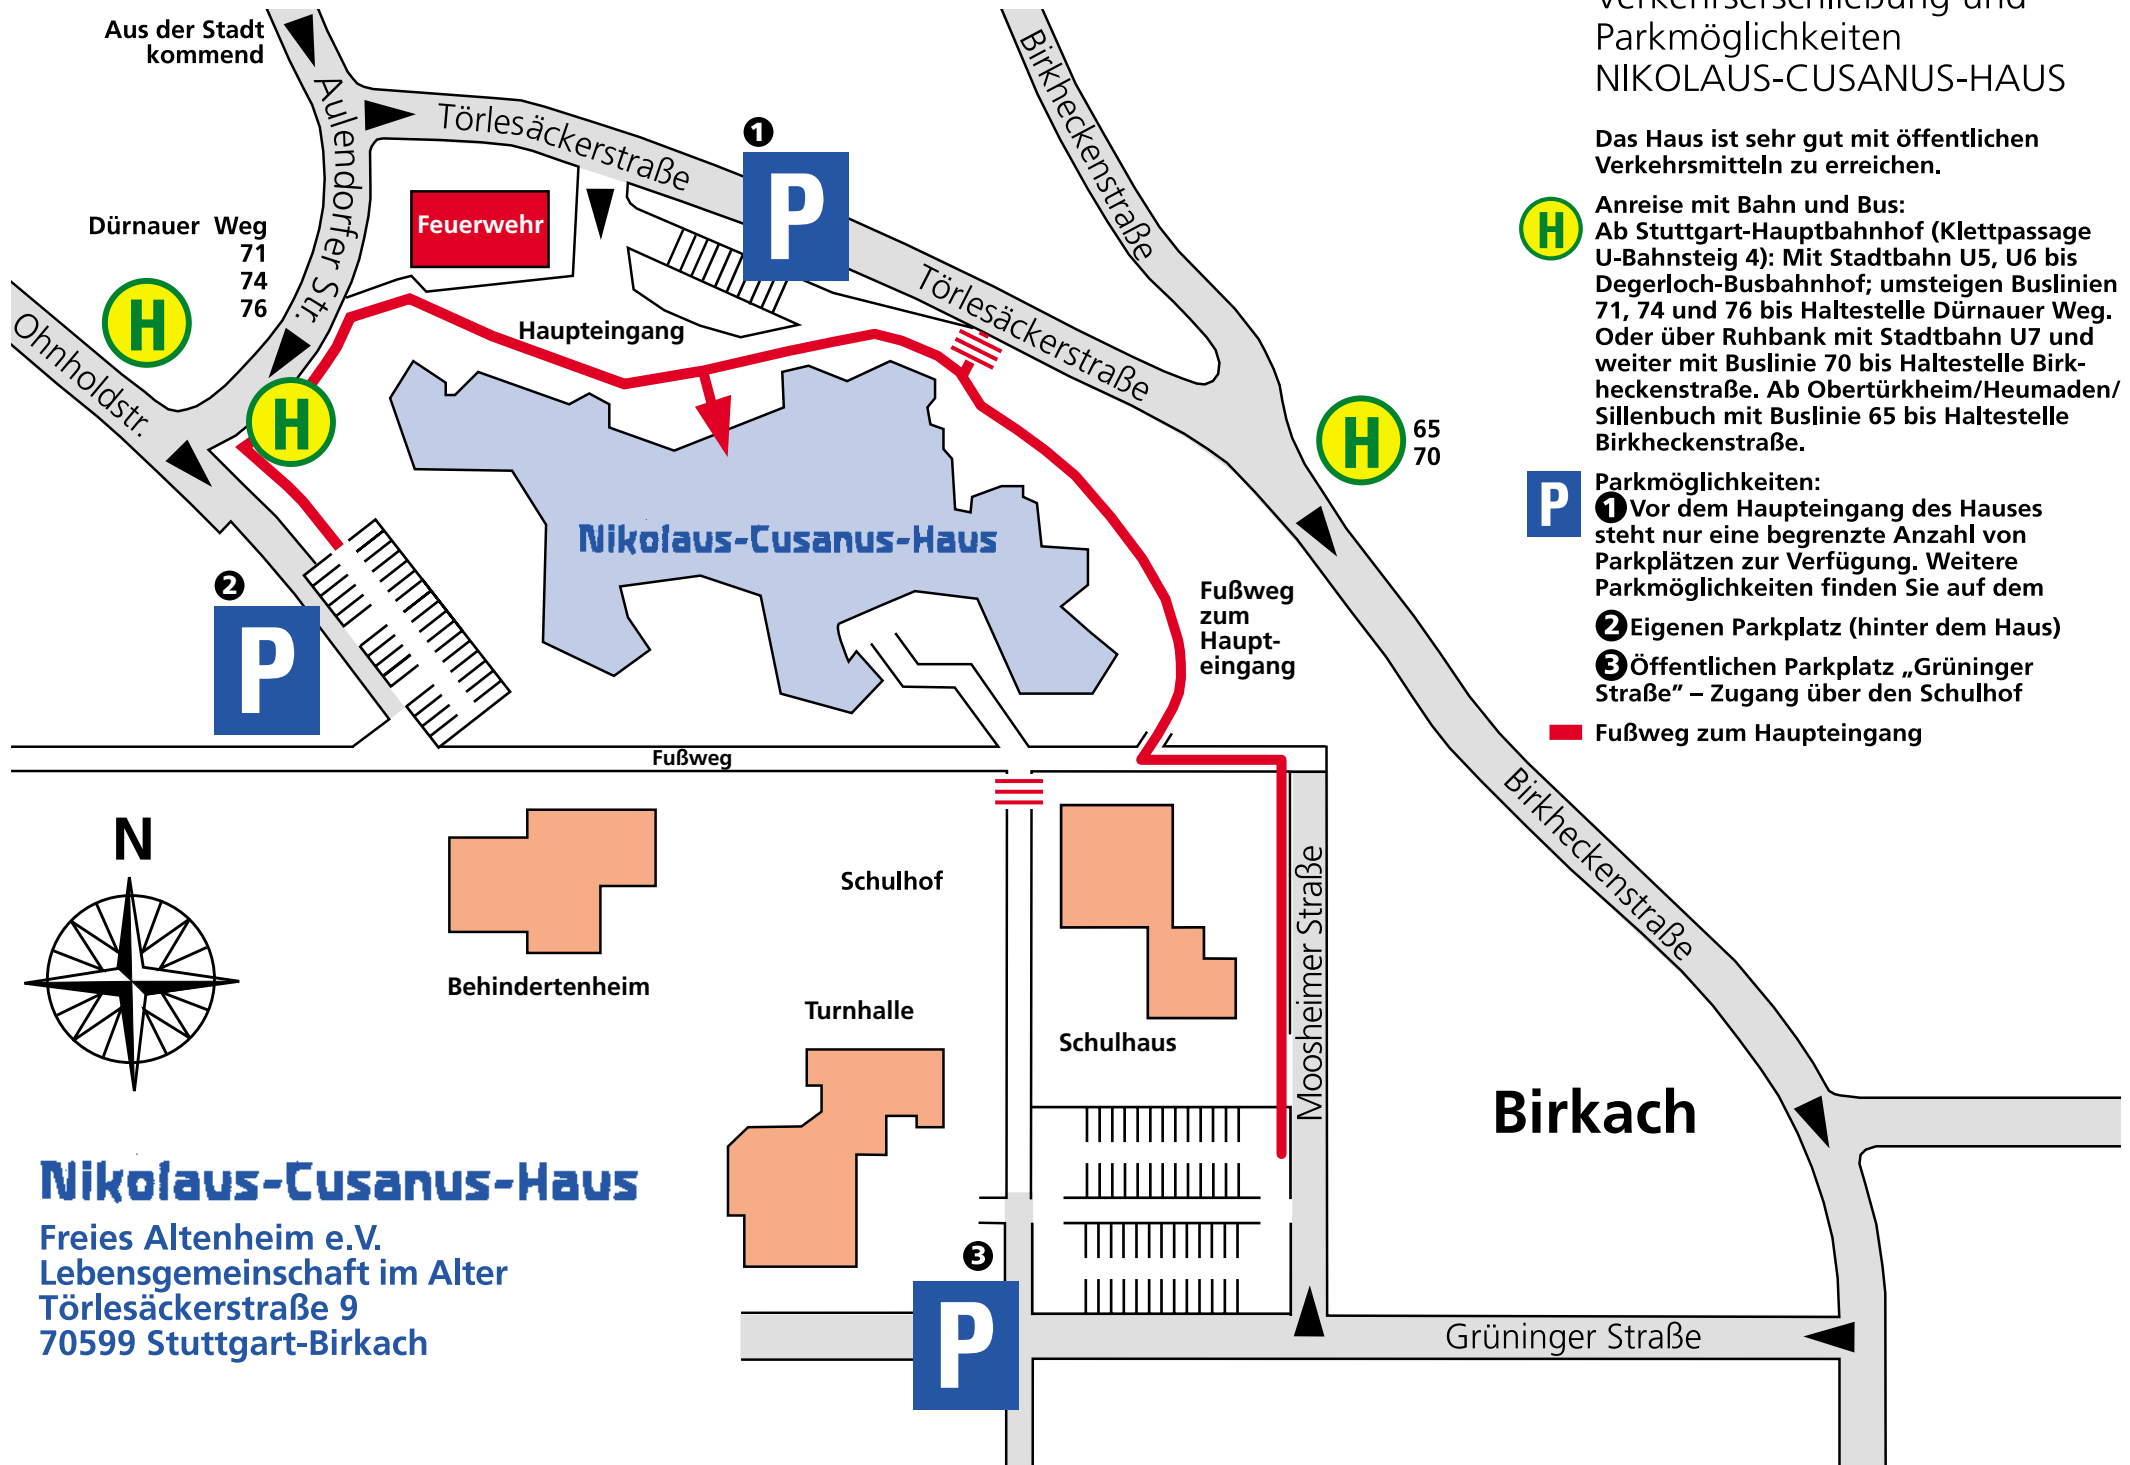 Aus der Stadt
kommend
Aulendorfer Str.
Törlesäckerstraße
Birkheckenstraße
1
P
Feuerwehr
Dürnauer Weg
71
74
76
H
Ohnholdstr.
H
Haupteingang
Törlesäckerstraße
H
65
70
Nikolaus-Cusanus-Haus
2
P
Fußweg
zum
Haupt-
eingang
Fußweg
Birkheckenstraße
N
Schulhof
Behindertenheim
Turnhalle
Schulhaus
Moosheimer Straße
Birkach
3
P
Grüninger Straße
Nikolaus-Cusanus-Haus
Freies Altenheim e.V.
Lebensgemeinschaft im Alter
Törlesäckerstraße 9
70599 Stuttgart-Birkach
Verkehrserschließung und
Parkmöglichkeiten
NIKOLAUS-CUSANUS-HAUS
Das Haus ist sehr gut mit öffentlichen
Verkehrsmitteln zu erreichen.
H
Anreise mit Bahn und Bus:
Ab Stuttgart-Hauptbahnhof (Klettpassage
U-Bahnsteig 4): Mit Stadtbahn U5, U6 bis
Degerloch-Busbahnhof; umsteigen Buslinien
71, 74 und 76 bis Haltestelle Dürnauer Weg.
Oder über Ruhbank mit Stadtbahn U7 und
weiter mit Buslinie 70 bis Haltestelle Birk-
heckenstraße. Ab Obertürkheim/Heumaden/
Sillenbuch mit Buslinie 65 bis Haltestelle
Birkheckenstraße.
P
Parkmöglichkeiten:
1 Vor dem Haupteingang des Hauses
steht nur eine begrenzte Anzahl von
Parkplätzen zur Verfügung. Weitere
Parkmöglichkeiten finden Sie auf dem
2 Eigenen Parkplatz (hinter dem Haus)
3 Öffentlichen Parkplatz „Grüninger
Straße” – Zugang über den Schulhof
Fußweg zum Haupteingang